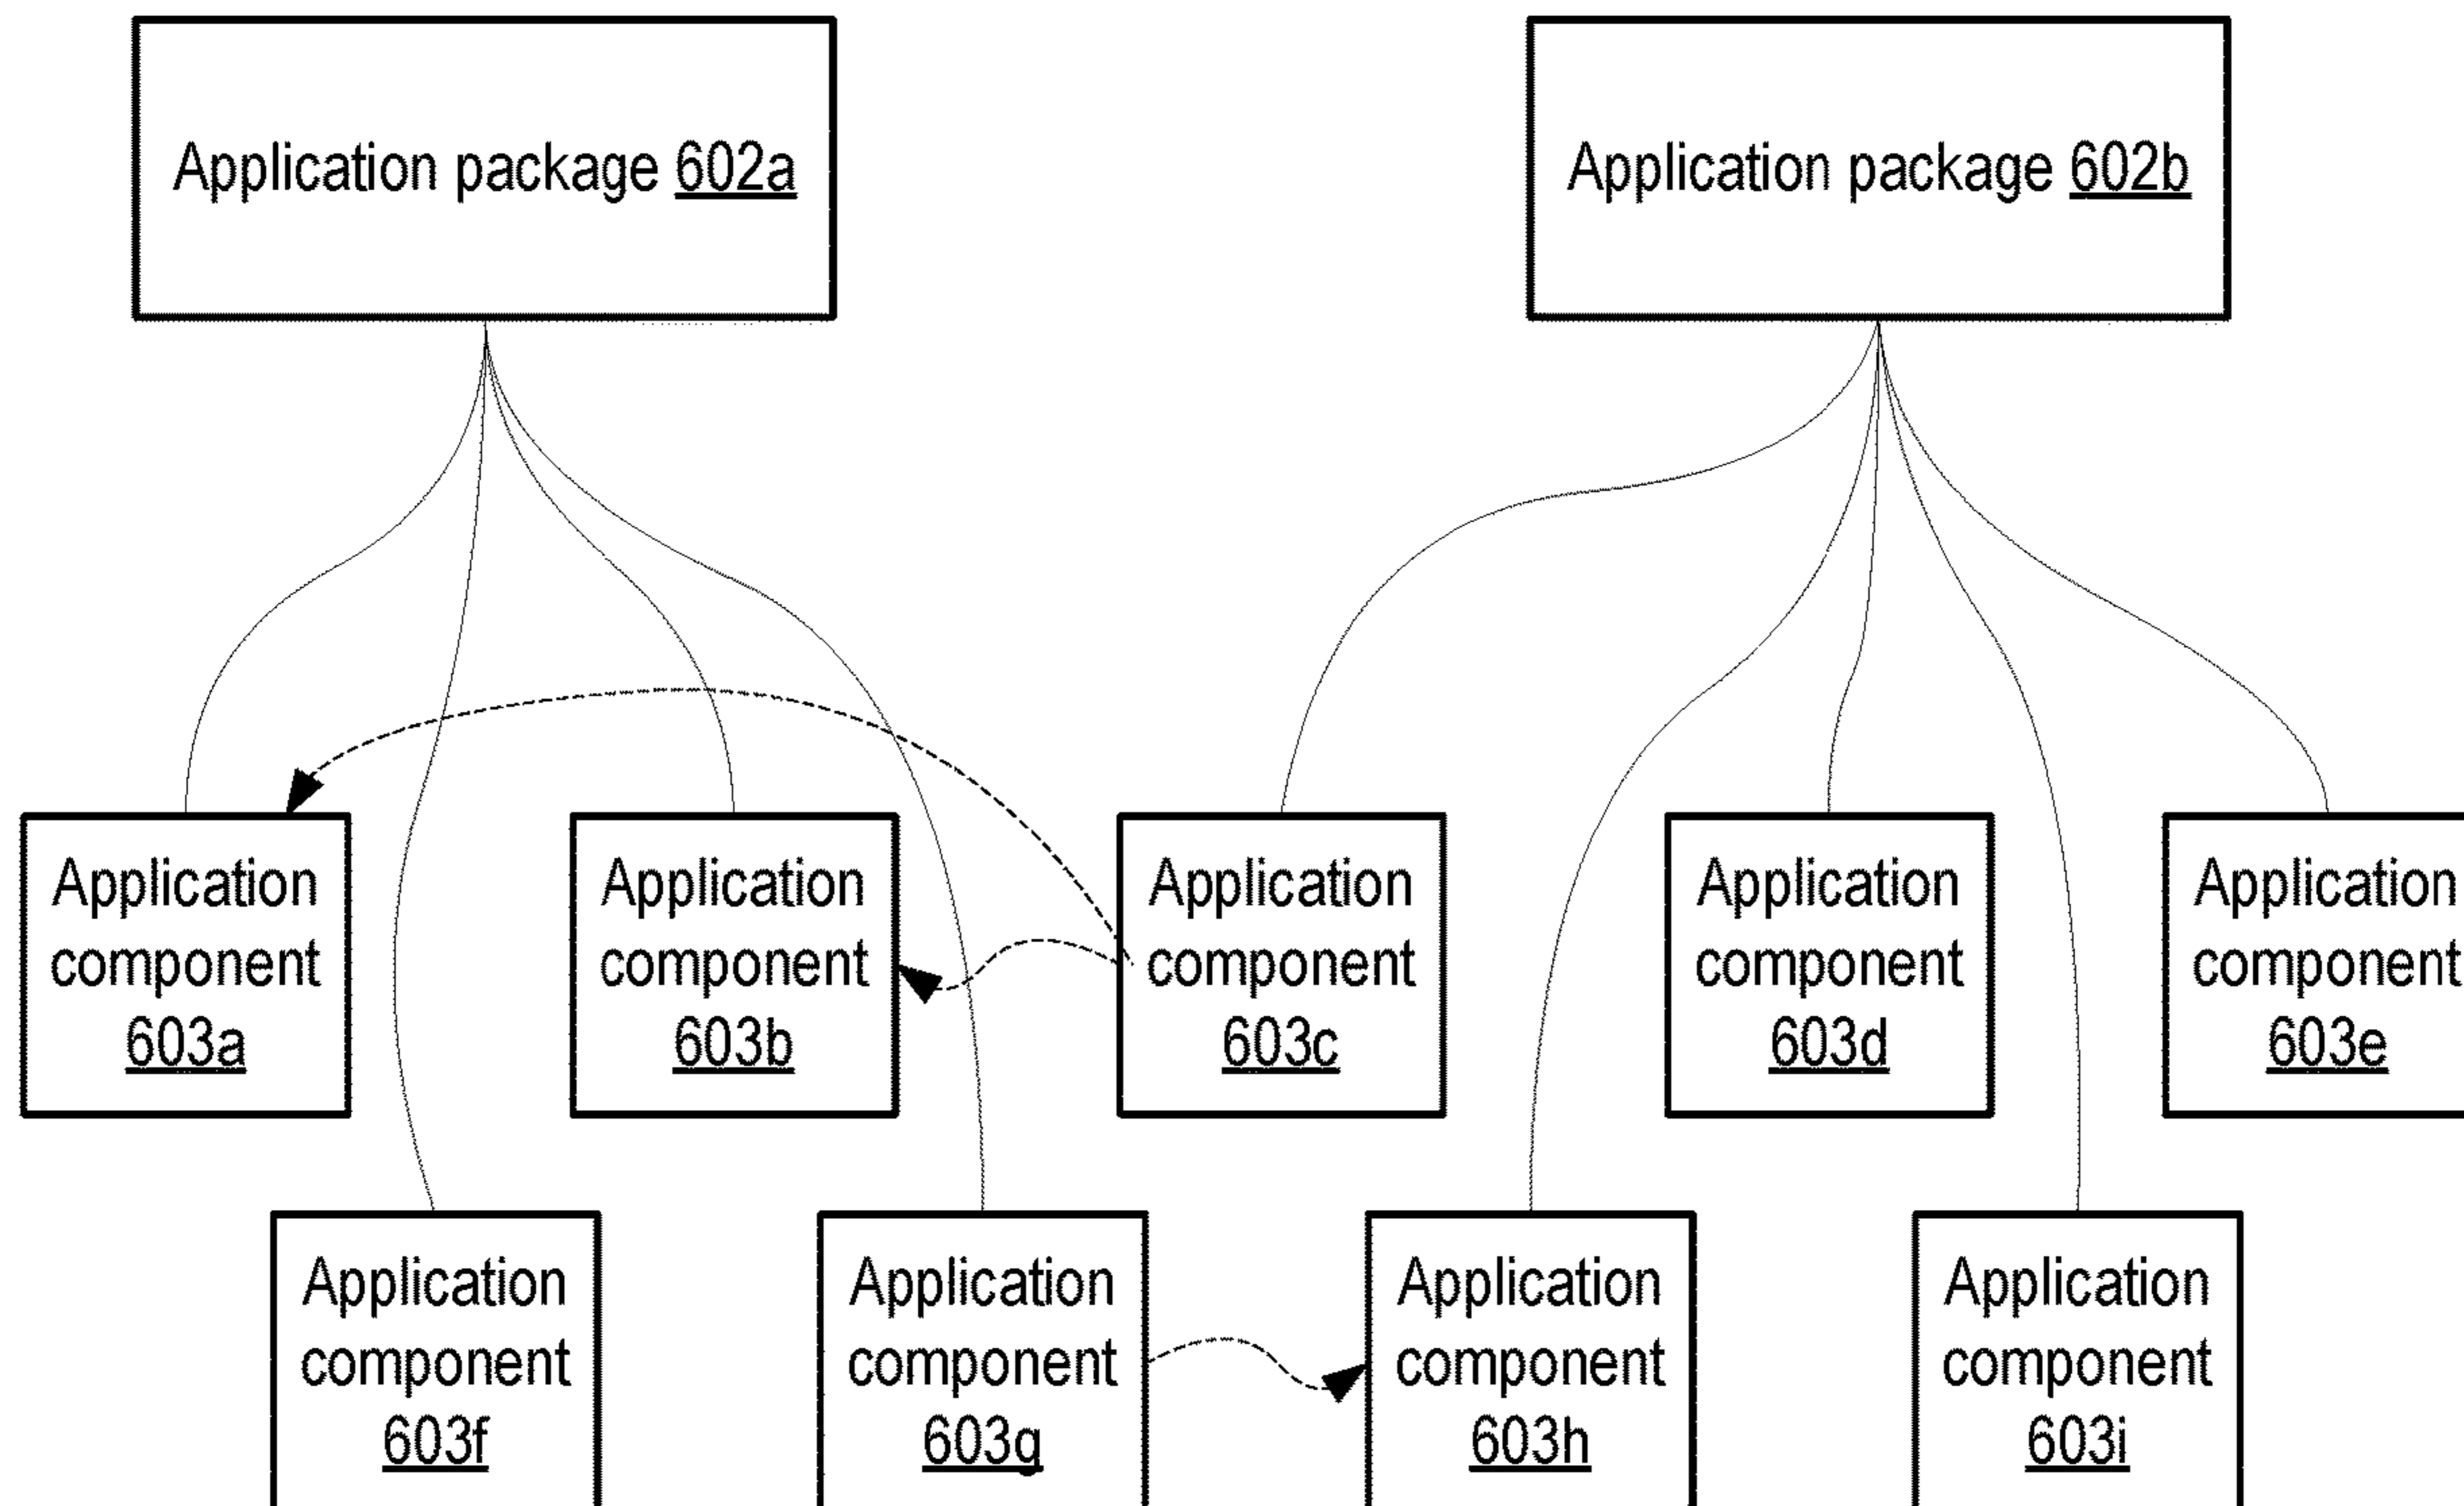 Application package 602a
Application package 602b
Application
component
603a
Application
component
603b
Application
component
603c
Application
component
603d
Application
component
603e
Application
component
603f
Application
component
603g
Application
component
603h
Application
component
603i